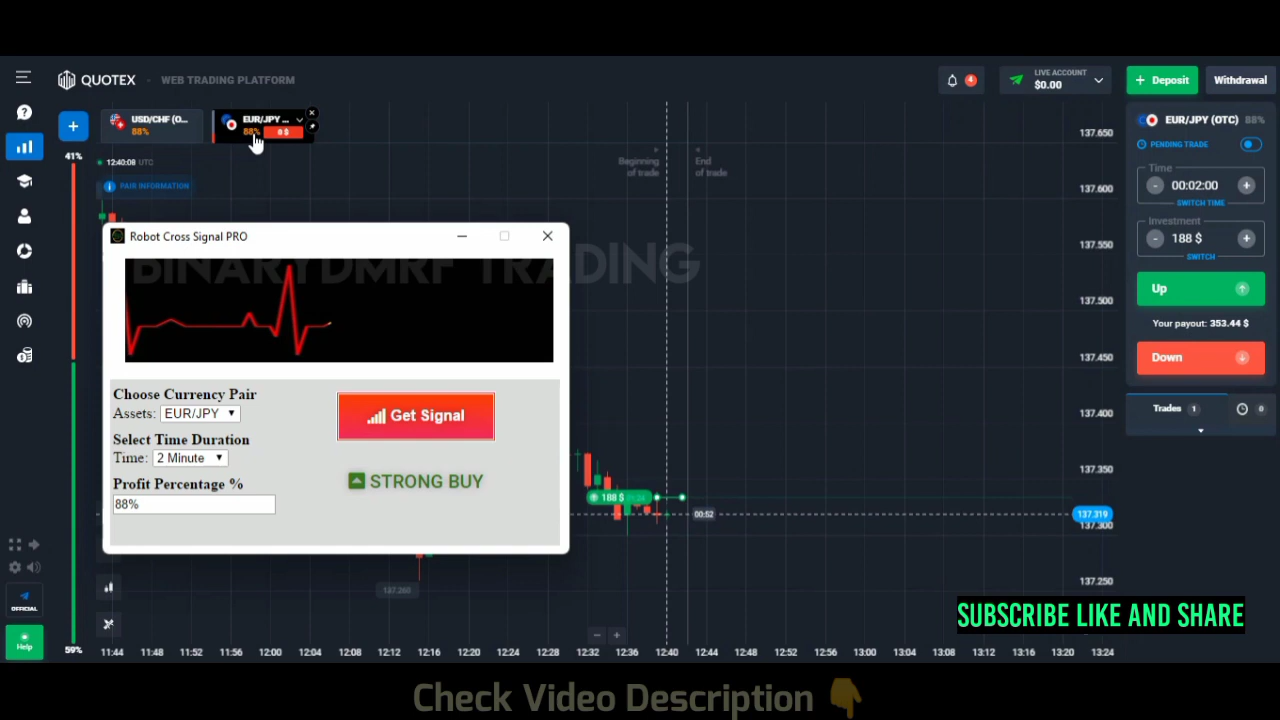 QUOTEX
WEB TRADING PLATFORM
4
LIVE ACCOUNT
$0.00
+ Deposit
Withdrawal
USD/CHF (O...
88%
EUR/JPY ...
88%
0 $
41%
12:40:08 UTC
PAIR INFORMATION
Beginning
of trade
End
of trade
137.650
137.600
137.550
137.500
137.450
137.400
137.350
137.319
137.300
137.250
EUR/JPY (OTC) 88%
PENDING TRADE
Time
- 00:02:00 +
SWITCH TIME
Investment
- 188 $ +
SWITCH
Up
Your payout: 353.44 $
Down
Trades 1
0
BINARYDMRF TRADING
Robot Cross Signal PRO
Choose Currency Pair
Assets: EUR/JPY
Get Signal
Select Time Duration
Time: 2 Minute
STRONG BUY
Profit Percentage %
88%
188 $
00:52
137.260
OFFICIAL
Help
59%
11:44 11:48 11:52 11:56 12:00 12:04 12:08 12:12 12:16 12:20 12:24 12:28 12:32 12:36 12:40 12:44 12:48 12:52 12:56 13:00 13:04 13:08 13:12 13:16 13:20 13:24
SUBSCRIBE LIKE AND SHARE
Check Video Description 👇